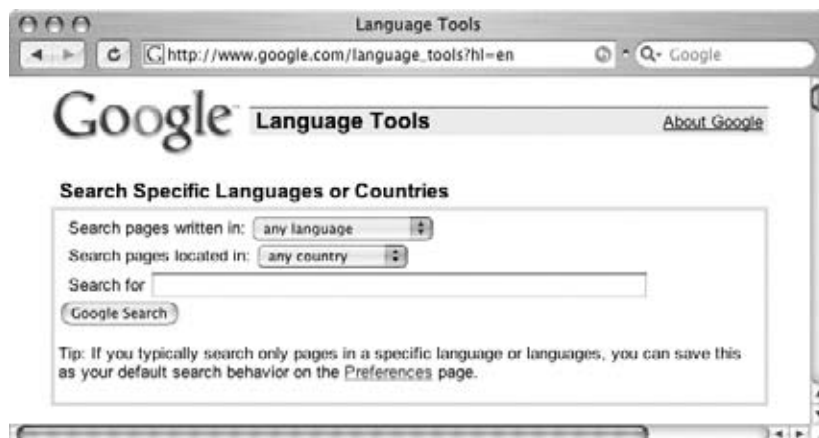 Language Tools
http://www.google.com/language_tools?hl=en
Google
Google Language Tools About Google
Search Specific Languages or Countries
Search pages written in: any language
Search pages located in: any country
Search for
Google Search
Tip: If you typically search only pages in a specific language or languages, you can save this
as your default search behavior on the Preferences page.